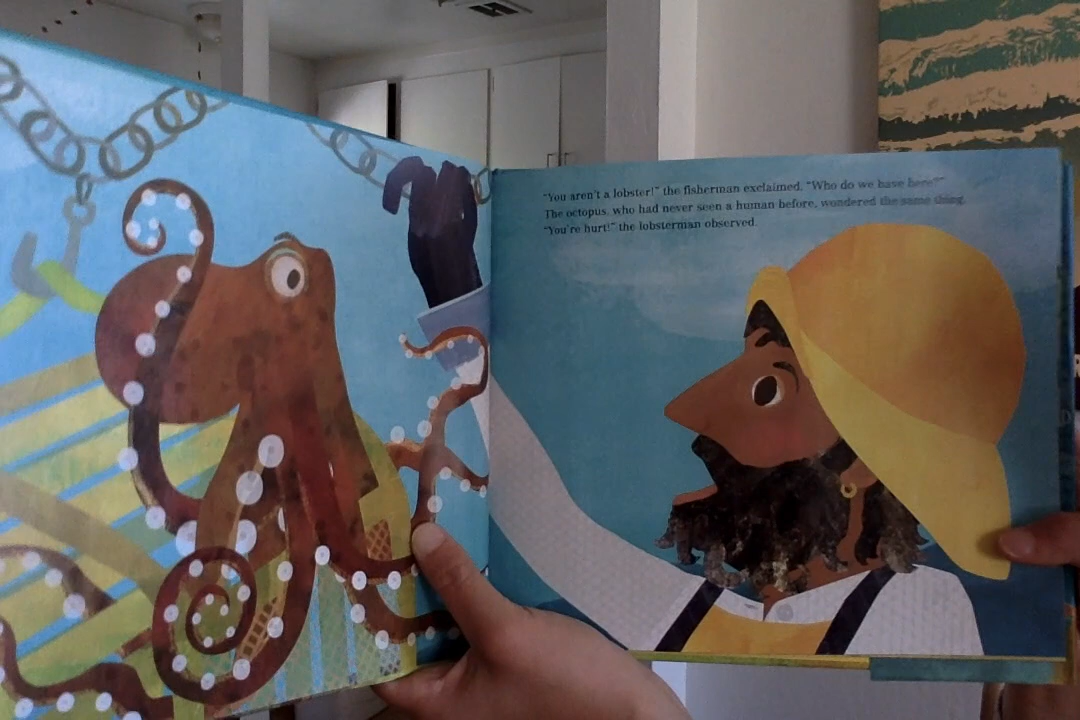 "You aren't a lobster!" the fisherman exclaimed. "Who do we have here?"
The octopus, who had never seen a human before, wondered the same thing.
"You're hurt!" the lobsterman observed.